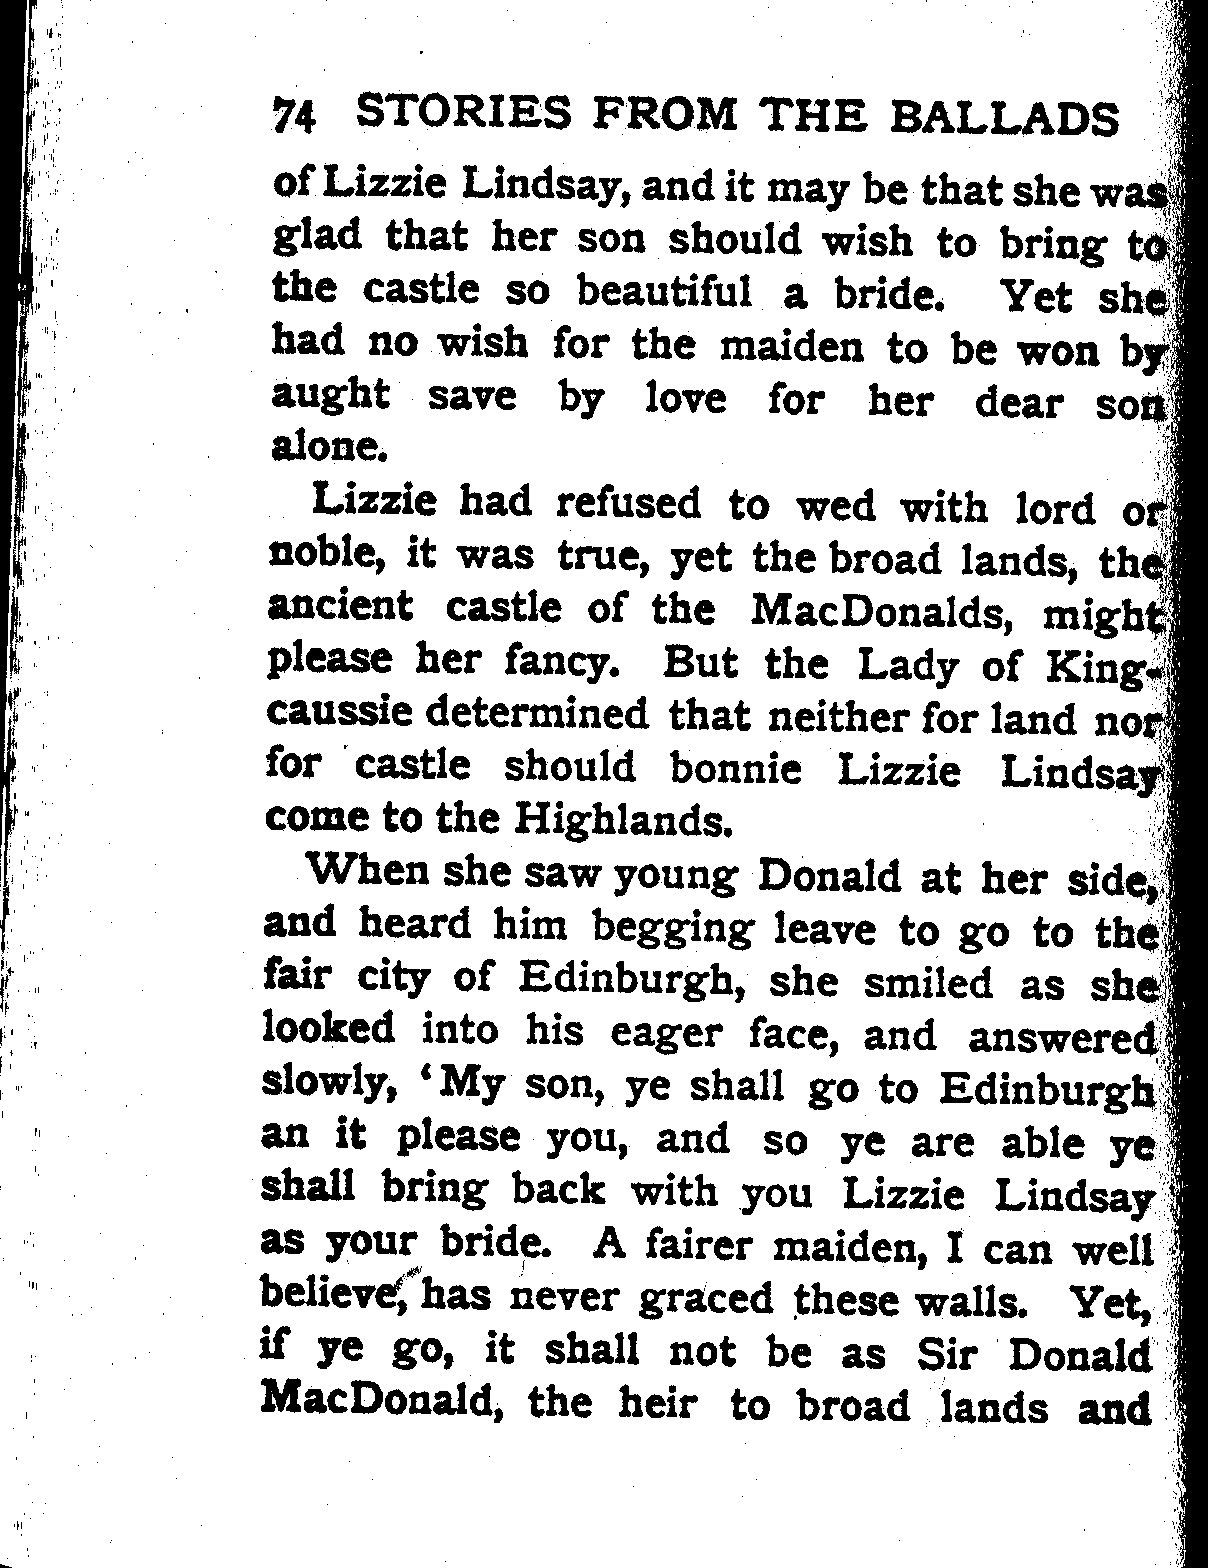 74 STORIES FROM THE BALLADS
of Lizzie Lindsay, and it may be that she was
glad that her son should wish to bring to
the castle so beautiful a bride. Yet she
had no wish for the maiden to be won by
aught save by love for her dear son
alone.
Lizzie had refused to wed with lord or
noble, it was true, yet the broad lands, the
ancient castle of the MacDonalds, might
please her fancy. But the Lady of King-
caussie determined that neither for land nor
for castle should bonnie Lizzie Lindsay
come to the Highlands.
When she saw young Donald at her side,
and heard him begging leave to go to the
fair city of Edinburgh, she smiled as she
looked into his eager face, and answered
slowly, ‘My son, ye shall go to Edinburgh
an it please you, and so ye are able ye
shall bring back with you Lizzie Lindsay
as your bride. A fairer maiden, I can well
believe, has never graced these walls. Yet,
if ye go, it shall not be as Sir Donald
MacDonald, the heir to broad lands and